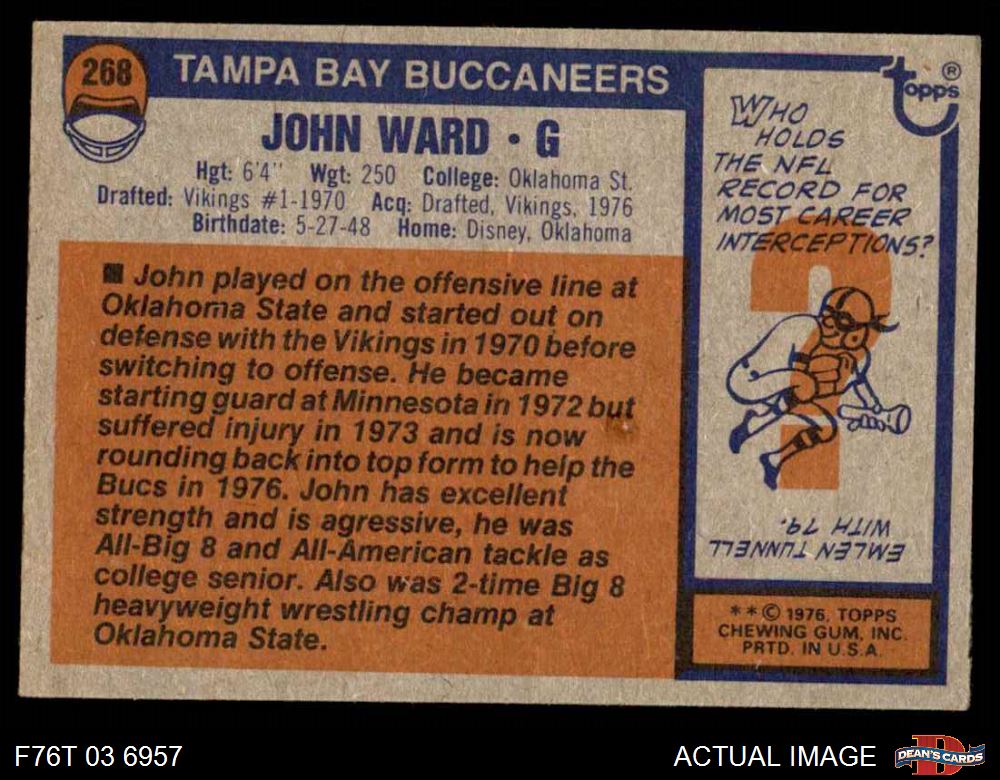 268
TAMPA BAY BUCCANEERS
JOHN WARD • G
Hgt: 6'4" Wgt: 250 College: Oklahoma St.
Drafted: Vikings #1-1970 Acq: Drafted, Vikings, 1976
Birthdate: 5-27-48 Home: Disney, Oklahoma
■ John played on the offensive line at
Oklahoma State and started out on
defense with the Vikings in 1970 before
switching to offense. He became
starting guard at Minnesota in 1972 but
suffered injury in 1973 and is now
rounding back into top form to help the
Bucs in 1976. John has excellent
strength and is agressive, he was
All-Big 8 and All-American tackle as
college senior. Also was 2-time Big 8
heavyweight wrestling champ at
Oklahoma State.
Topps®
WHO
HOLDS
THE NFL
RECORD FOR
MOST CAREER
INTERCEPTIONS?
EMLEN TUNNELL
WITH 79.
**© 1976, TOPPS
CHEWING GUM, INC.
PRTD. IN U.S.A.
F76T 03 6957
ACTUAL IMAGE
D
DEAN'S CARDS